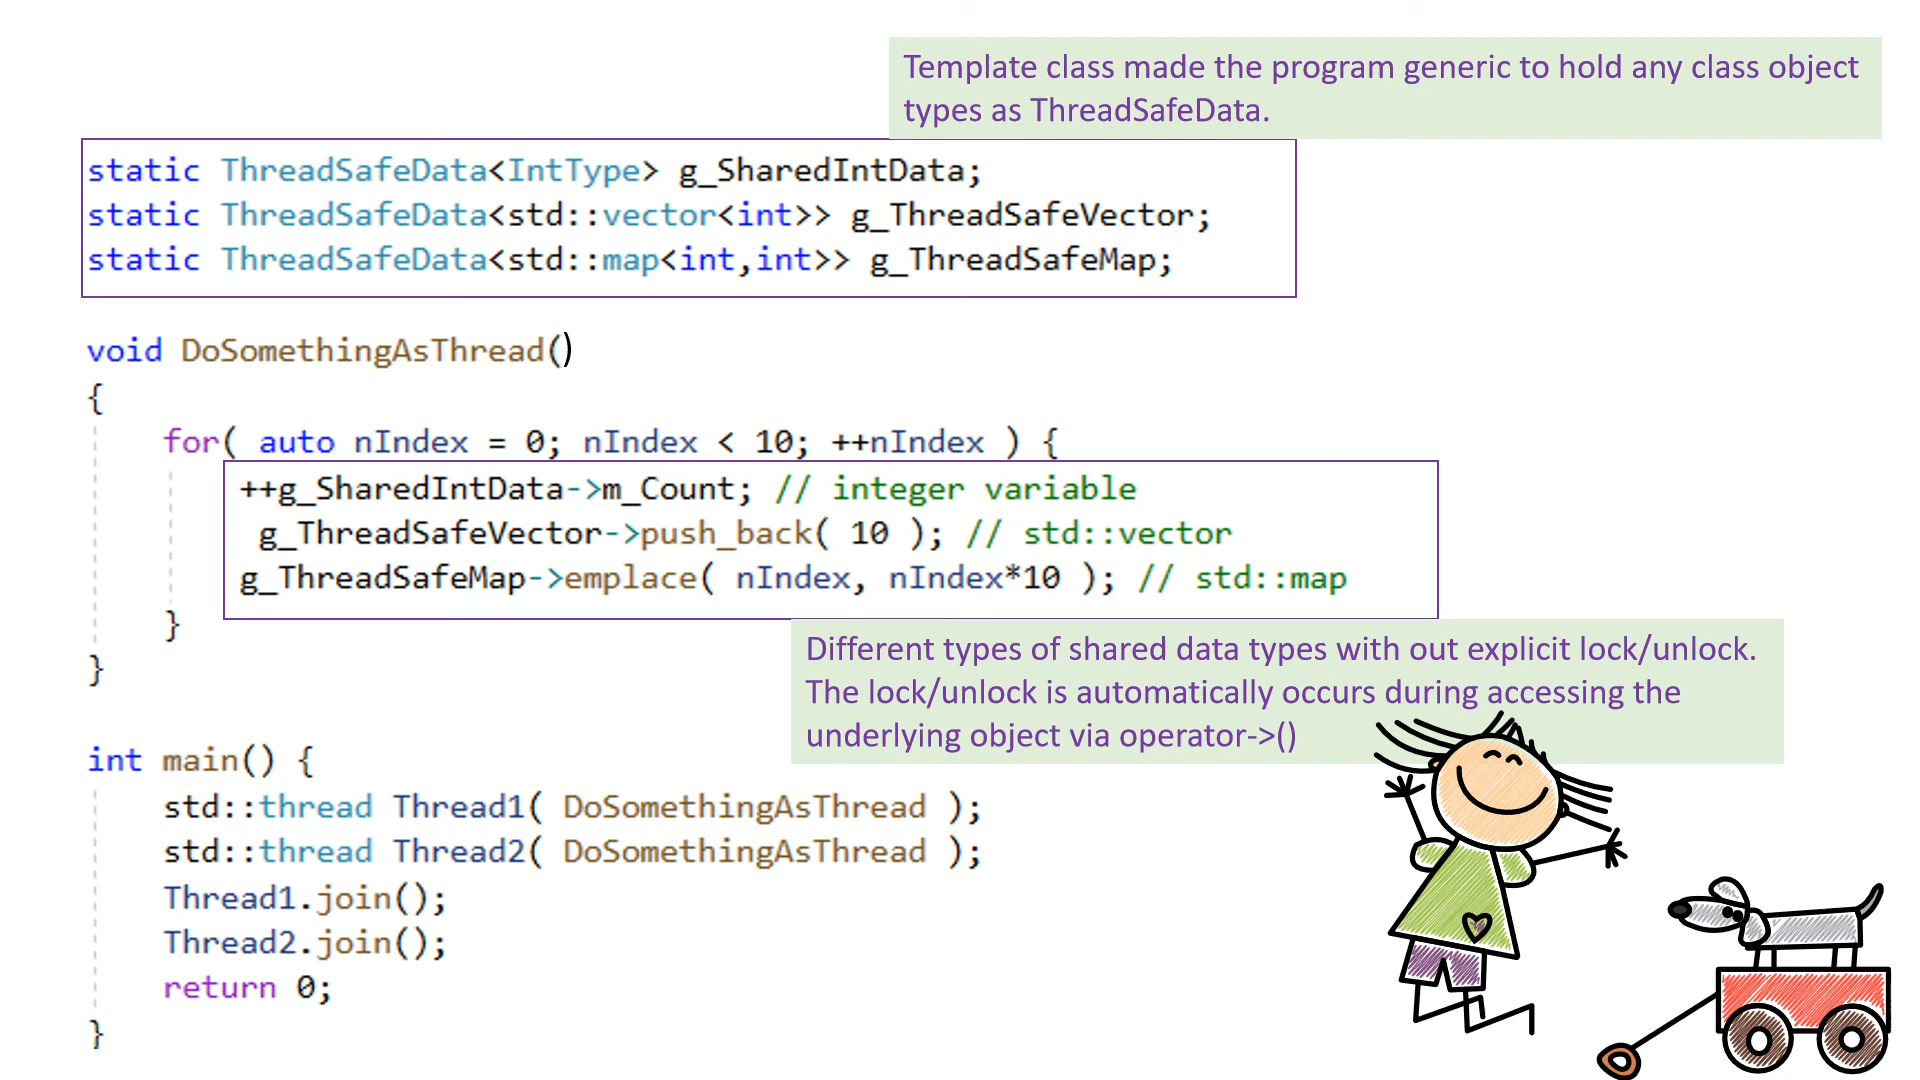 Template class made the program generic to hold any class object
types as ThreadSafeData.
static ThreadSafeData<IntType> g_SharedIntData;
static ThreadSafeData<std::vector<int>> g_ThreadSafeVector;
static ThreadSafeData<std::map<int,int>> g_ThreadSafeMap;
void DoSomethingAsThread()
{
for( auto nIndex = 0; nIndex < 10; ++nIndex ) {
++g_SharedIntData->m_Count; // integer variable
g_ThreadSafeVector->push_back( 10 ); // std::vector
g_ThreadSafeMap->emplace( nIndex, nIndex*10 ); // std::map
}
}
Different types of shared data types with out explicit lock/unlock.
The lock/unlock is automatically occurs during accessing the
underlying object via operator->()
int main() {
std::thread Thread1( DoSomethingAsThread );
std::thread Thread2( DoSomethingAsThread );
Thread1.join();
Thread2.join();
return 0;
}